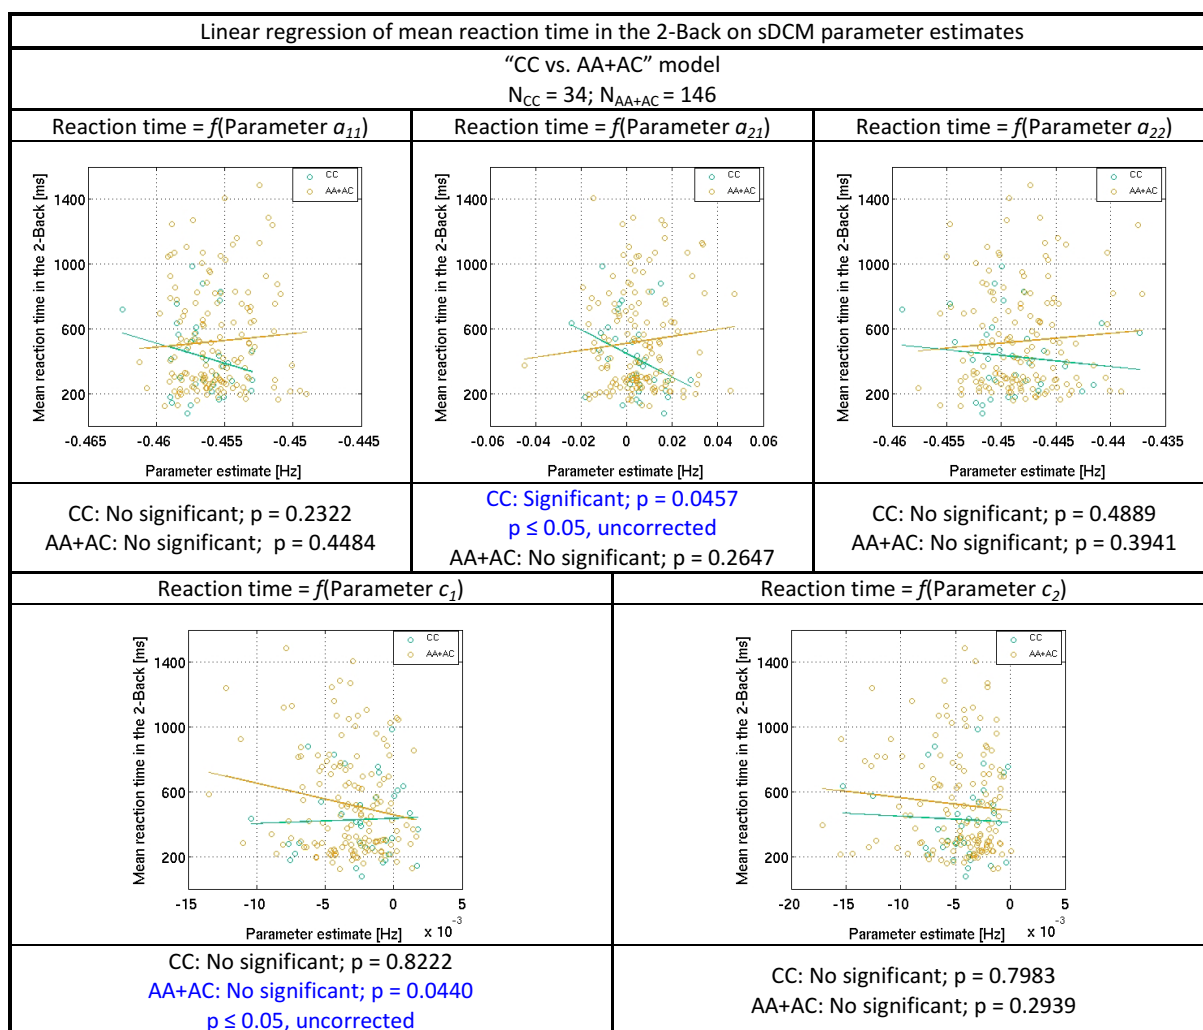 Linear regression of mean reaction time in the 2-Back on sDCM parameter estimates
“CC vs. AA+AC” model
N_CC = 34; N_AA+AC = 146
Reaction time = f(Parameter a_11)
Reaction time = f(Parameter a_21)
Reaction time = f(Parameter a_22)
Mean reaction time in the 2-Back [ms]
1400
1000
600
200
CC
AA+AC
-0.465 -0.46 -0.455 -0.45 -0.445
Parameter estimate [Hz]
Mean reaction time in the 2-Back [ms]
1400
1000
600
200
CC
AA+AC
-0.06 -0.04 -0.02 0 0.02 0.04 0.06
Parameter estimate [Hz]
Mean reaction time in the 2-Back [ms]
1400
1000
600
200
CC
AA+AC
-0.46 -0.455 -0.45 -0.445 -0.44 -0.435
Parameter estimate [Hz]
CC: No significant; p = 0.2322
AA+AC: No significant; p = 0.4484
CC: Significant; p = 0.0457
p ≤ 0.05, uncorrected
AA+AC: No significant; p = 0.2647
CC: No significant; p = 0.4889
AA+AC: No significant; p = 0.3941
Reaction time = f(Parameter c_1)
Reaction time = f(Parameter c_2)
Mean reaction time in the 2-Back [ms]
1400
1000
600
200
CC
AA+AC
-15 -10 -5 0 5
Parameter estimate [Hz] x 10^-3
Mean reaction time in the 2-Back [ms]
1400
1000
600
200
CC
AA+AC
-20 -15 -10 -5 0 5
Parameter estimate [Hz] x 10^-3
CC: No significant; p = 0.8222
AA+AC: No significant; p = 0.0440
p ≤ 0.05, uncorrected
CC: No significant; p = 0.7983
AA+AC: No significant; p = 0.2939